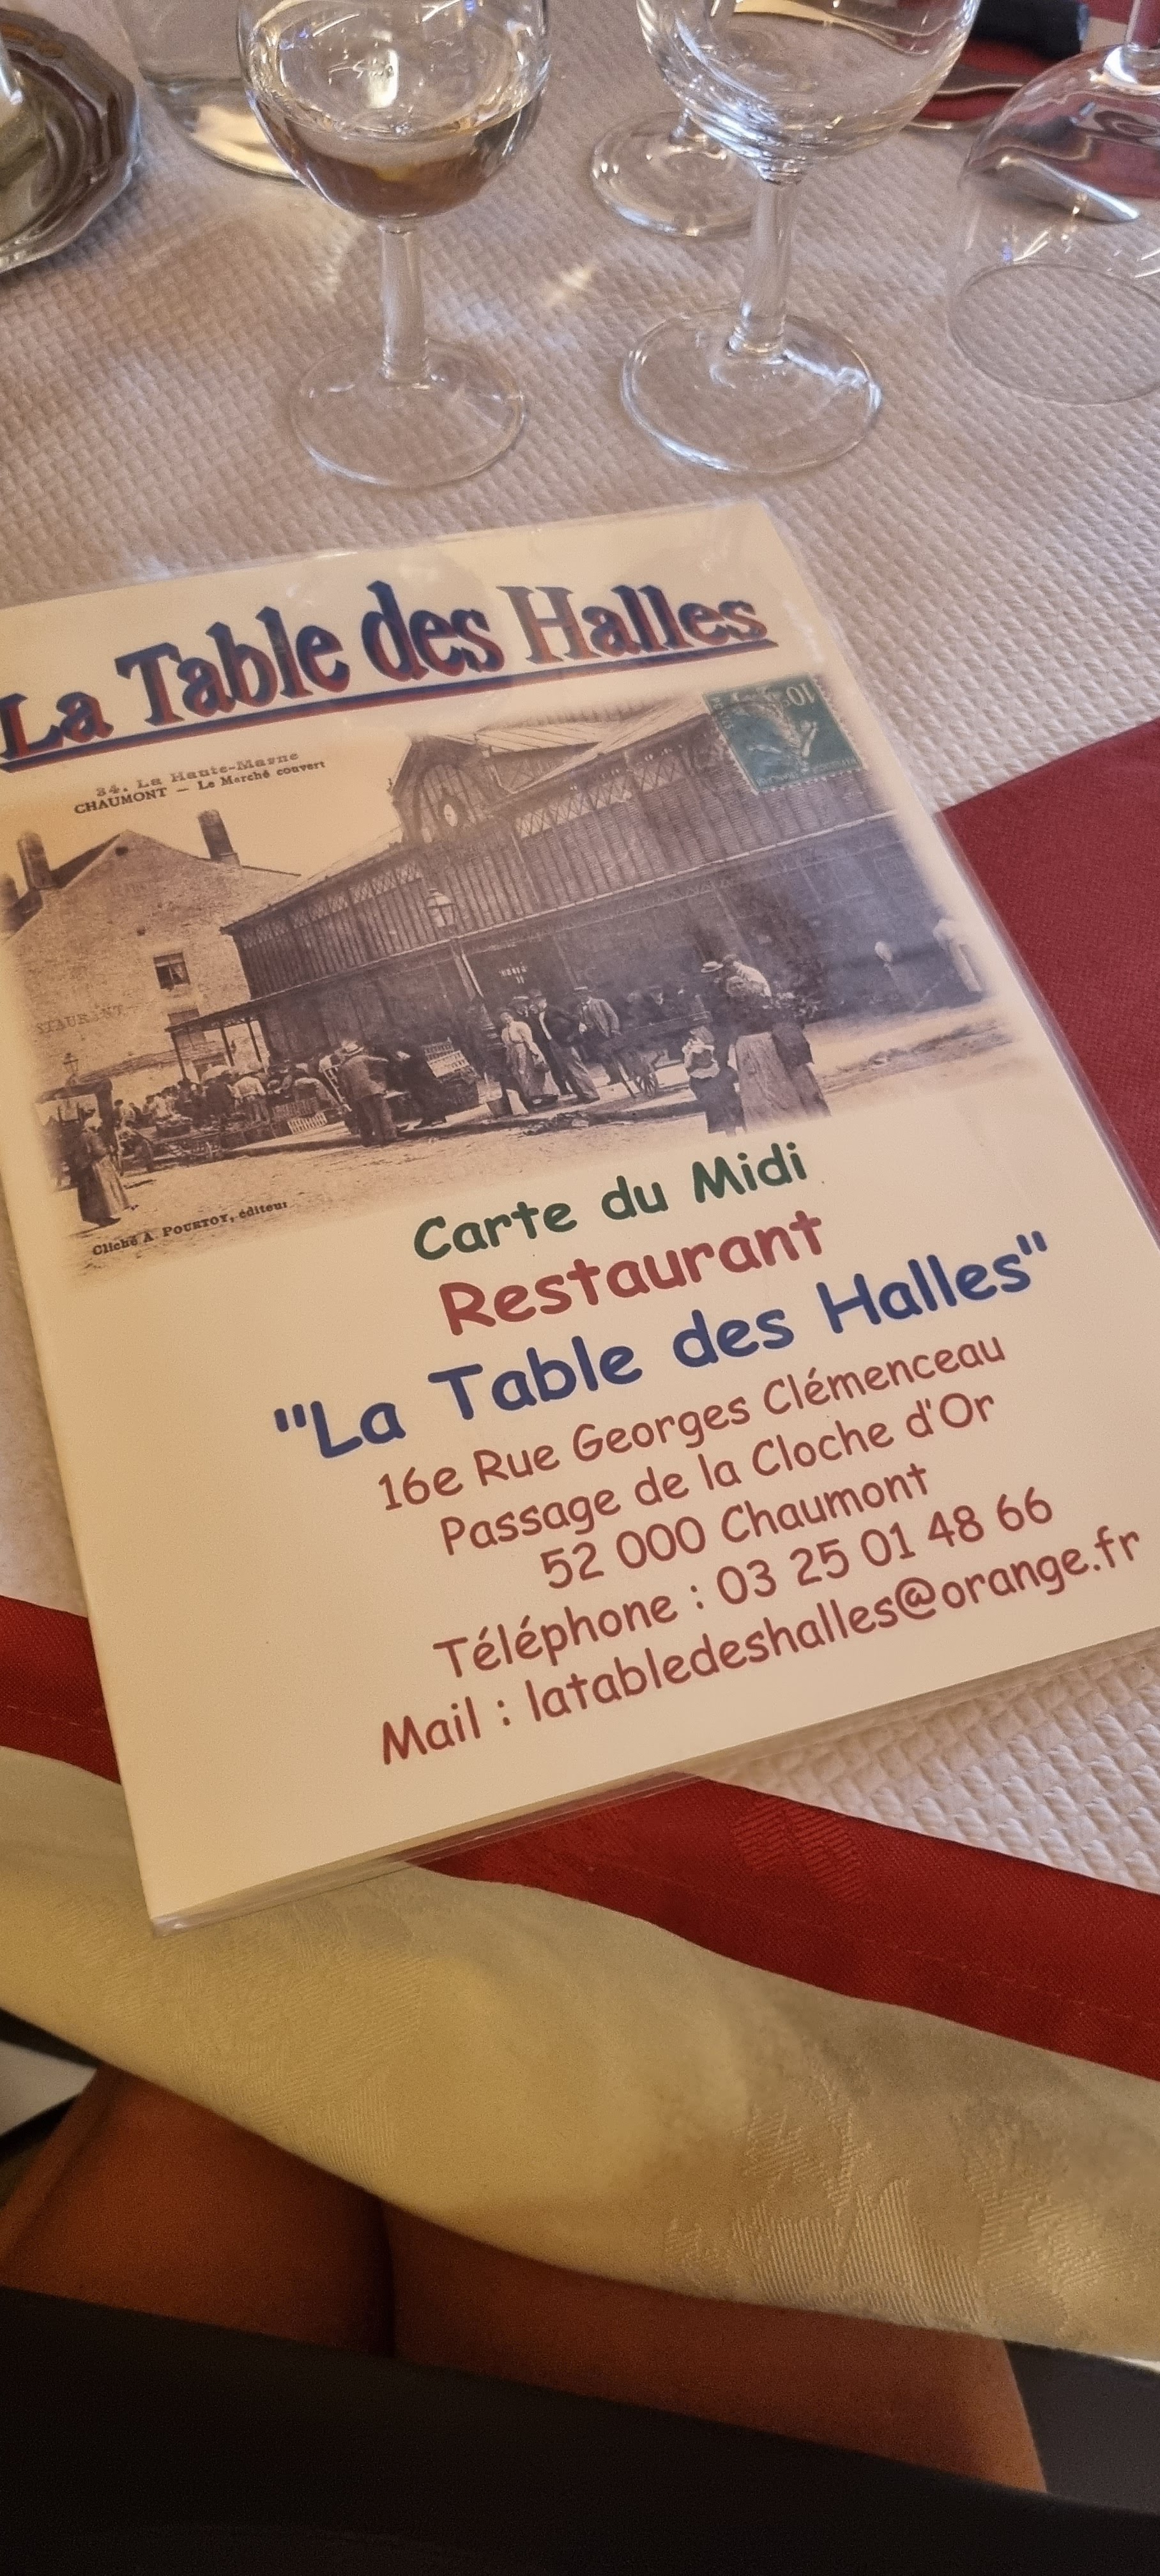 La Table des Halles
34. La Haute-Marne
CHAUMONT — Le Marché couvert
10
STAURANT
Cliché A. POURTOY, éditeur
Carte du Midi
Restaurant
"La Table des Halles"
16e Rue Georges Clémenceau
Passage de la Cloche d'Or
52 000 Chaumont
Téléphone : 03 25 01 48 66
Mail : latabledeshalles@orange.fr